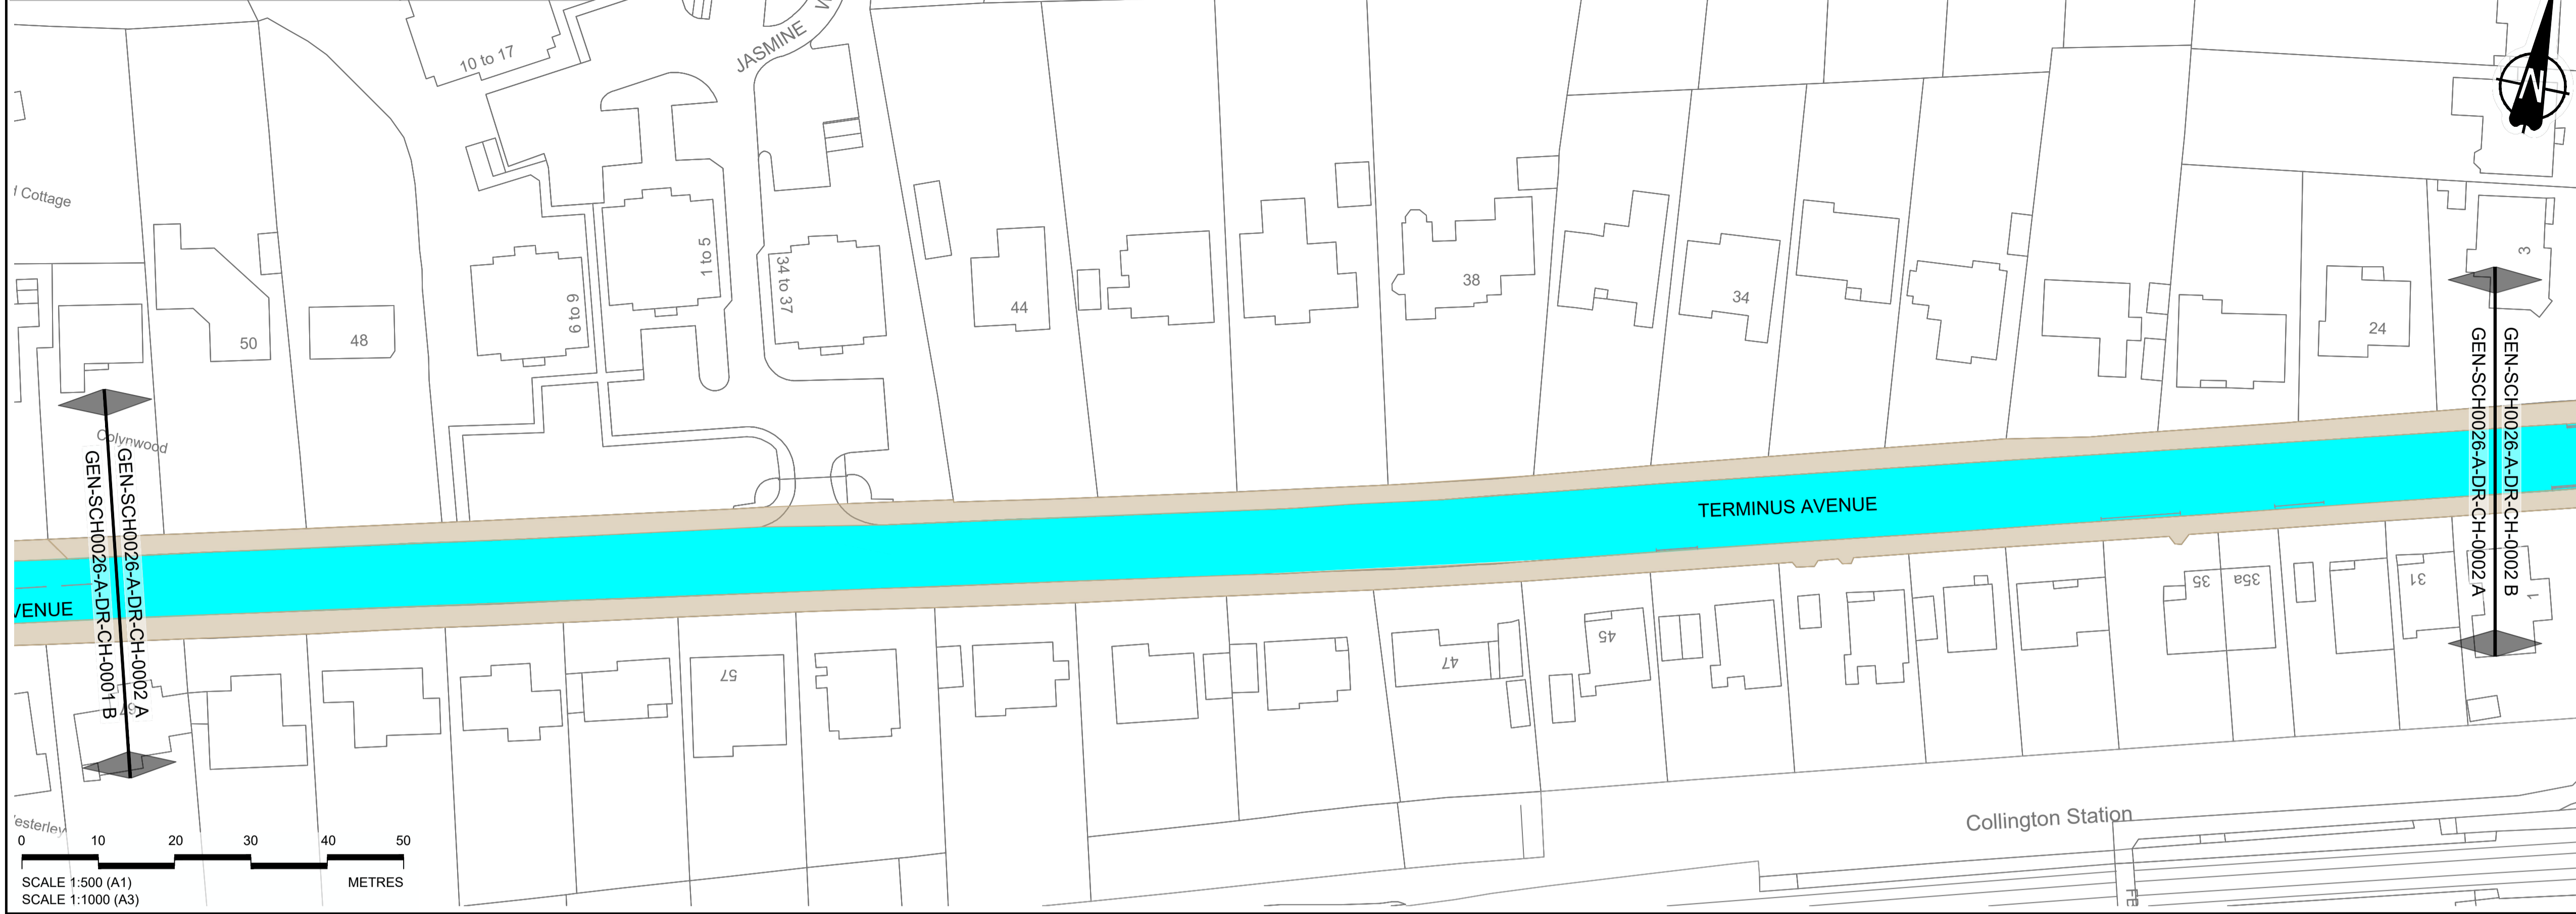 10 to 17
JASMINE
N
Cottage
1 to 5
34 to 37
6 to 9
3
50
48
44
38
34
24
Colynwood
GEN-SCH0026-A-DR-CH-0001 B
GEN-SCH0026-A-DR-CH-0002 A
GEN-SCH0026-A-DR-CH-0002 A
GEN-SCH0026-A-DR-CH-0002 B
TERMINUS AVENUE
VENUE
67
57
47
45
35
35a
31
1
esterley
Collington Station
0 10 20 30 40 50
SCALE 1:500 (A1)
METRES
SCALE 1:1000 (A3)